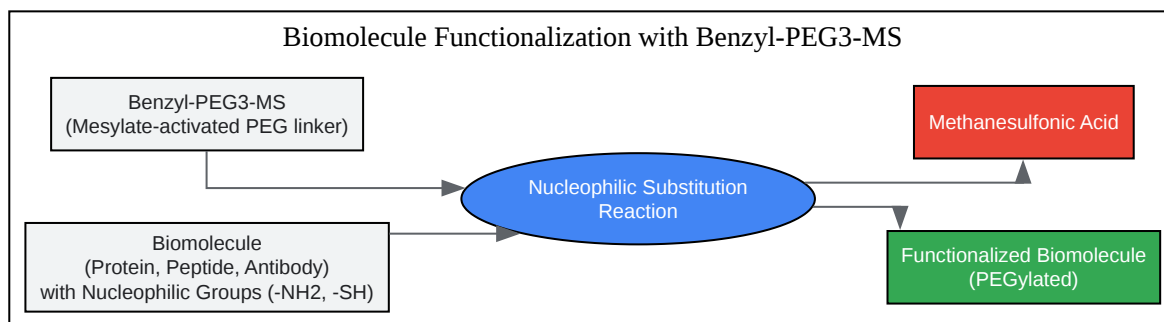 Biomolecule Functionalization with Benzyl-PEG3-MS
Benzyl-PEG3-MS
(Mesylate-activated PEG linker)
Biomolecule
(Protein, Peptide, Antibody)
with Nucleophilic Groups (-NH2, -SH)
Nucleophilic Substitution
Reaction
Methanesulfonic Acid
Functionalized Biomolecule
(PEGylated)